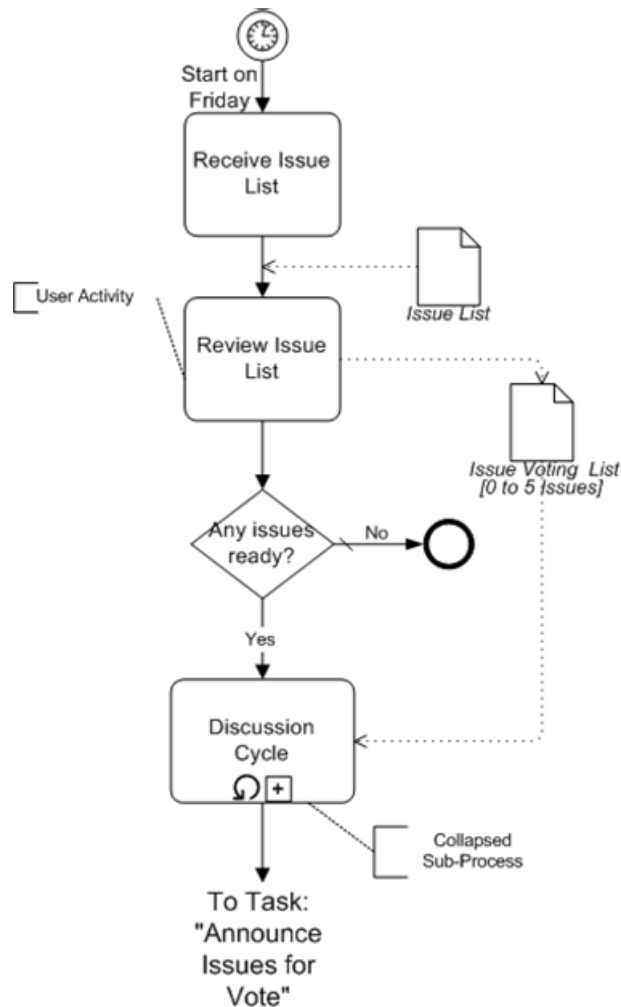 Start on
Friday
Receive Issue
List
Issue List
User Activity
Review Issue
List
Issue Voting List
[0 to 5 Issues]
Any issues
ready?
No
Yes
Discussion
Cycle
+
Collapsed
Sub-Process
To Task:
"Announce
Issues for
Vote"